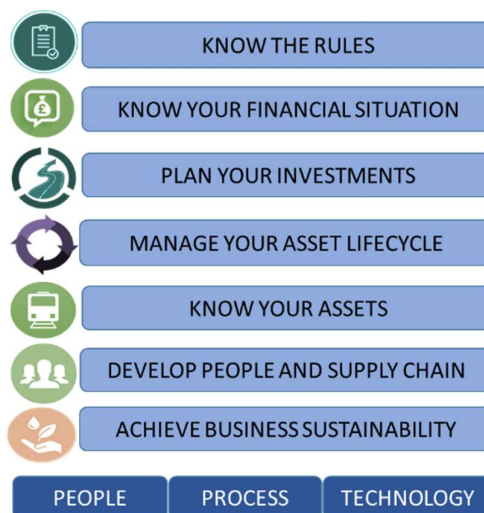 KNOW THE RULES
£
KNOW YOUR FINANCIAL SITUATION
PLAN YOUR INVESTMENTS
MANAGE YOUR ASSET LIFECYCLE
KNOW YOUR ASSETS
DEVELOP PEOPLE AND SUPPLY CHAIN
ACHIEVE BUSINESS SUSTAINABILITY
PEOPLE PROCESS TECHNOLOGY